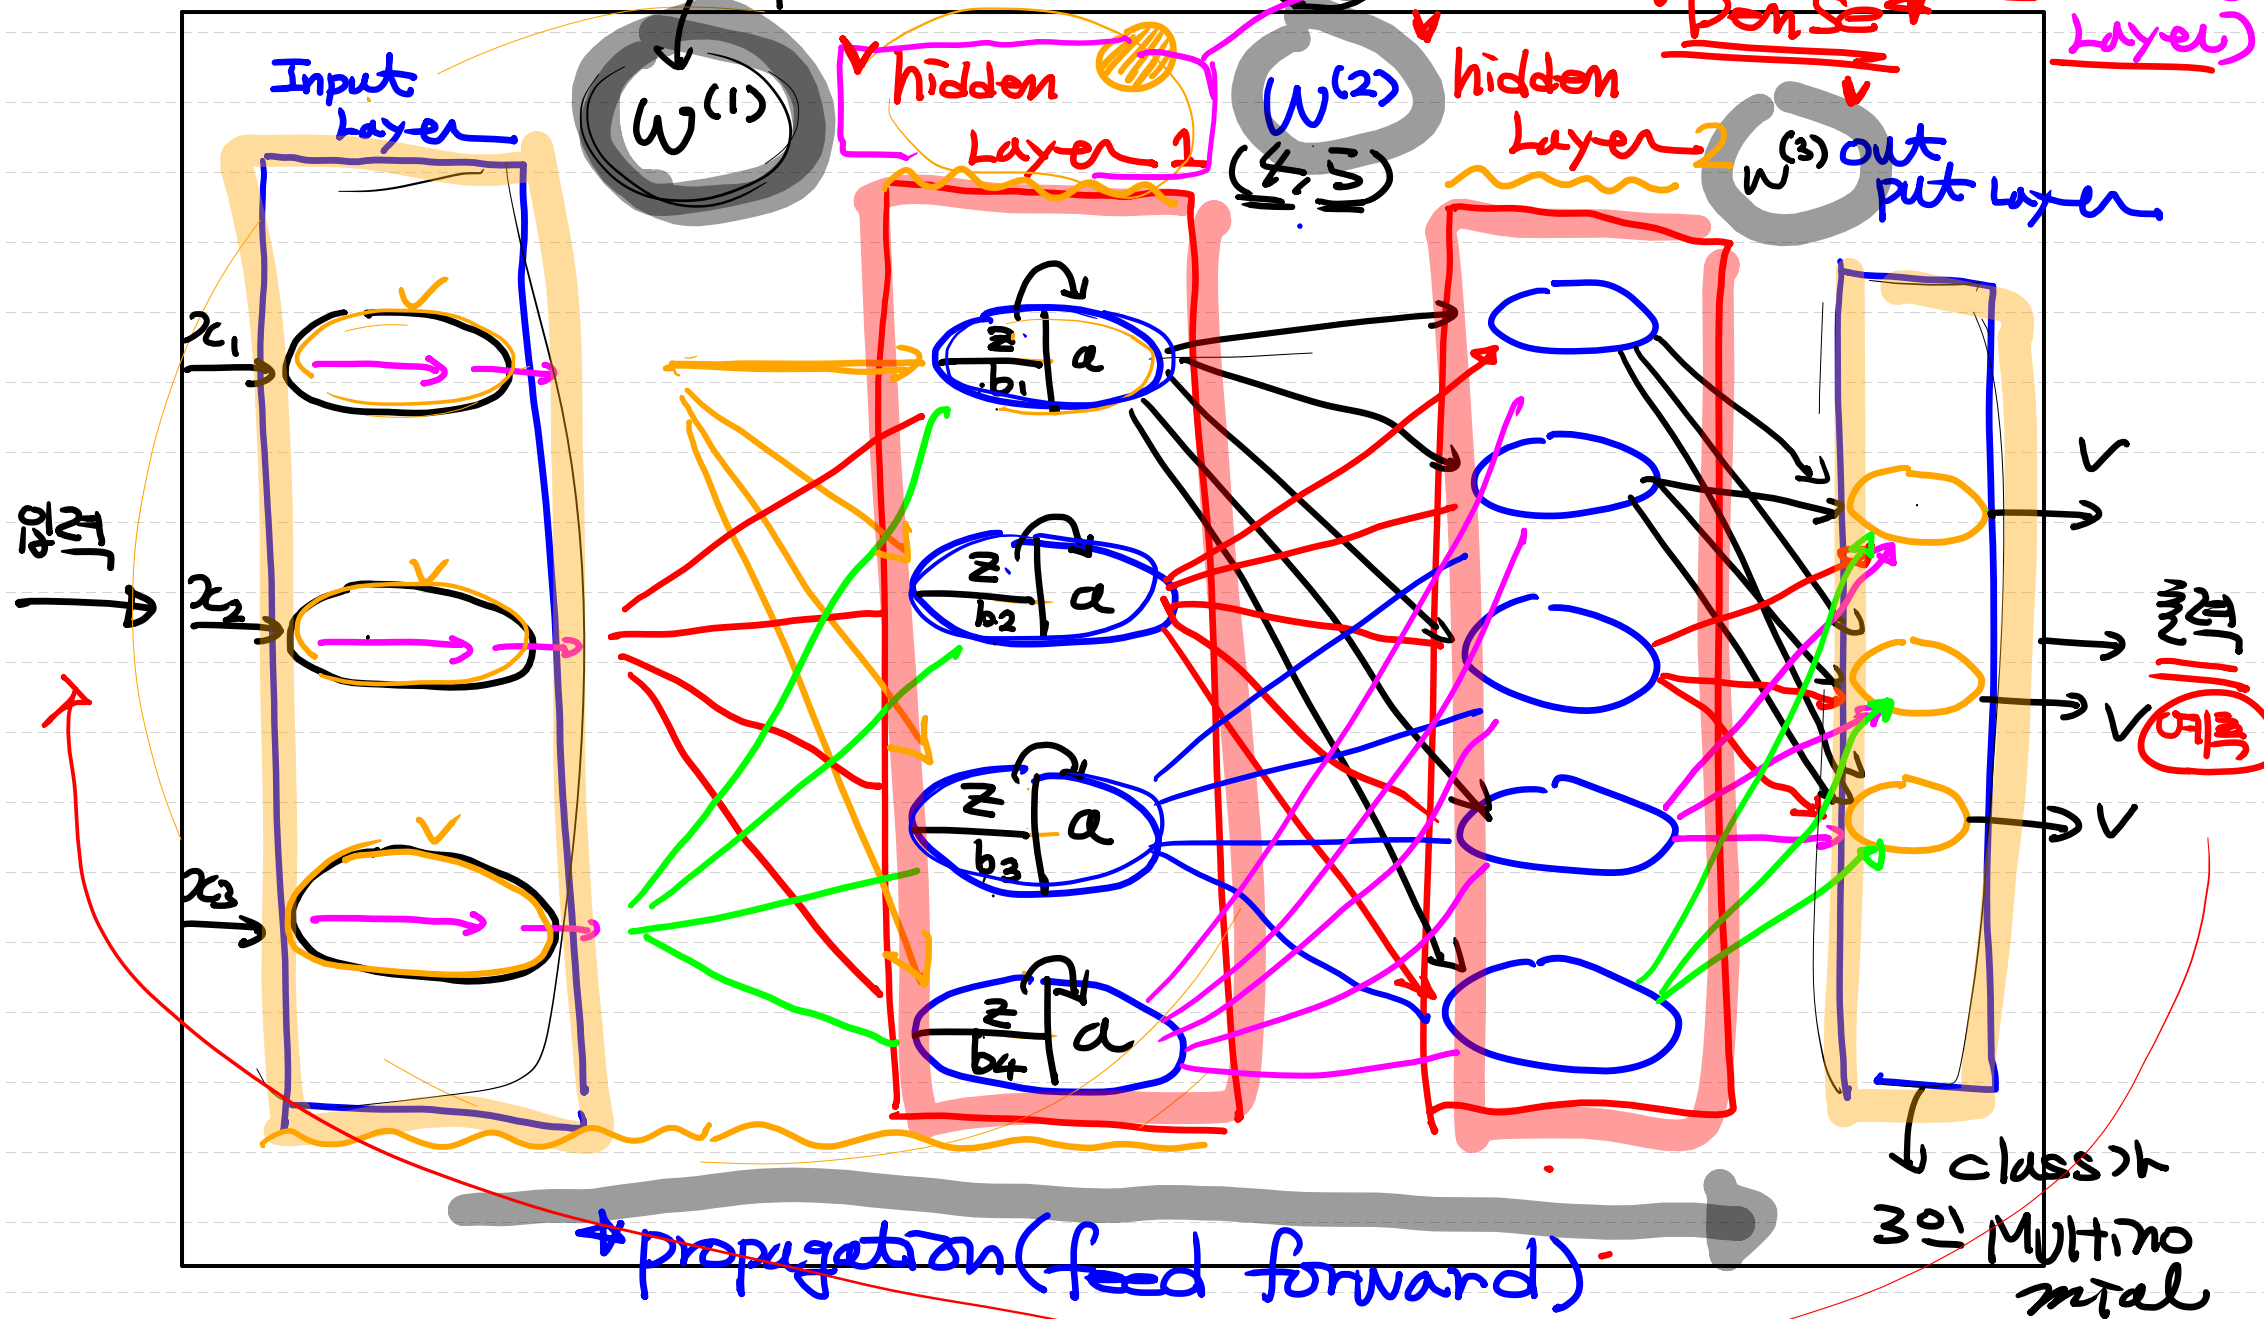 Dense
Layer)
Input
Layer
W(1)
hidden
Layer 1
W(2)
(4,5)
hidden
Layer 2
W(3)
out
put Layer
x1
z
b1
a
입력
x2
z
b2
a
출력
z
b3
a
x3
z
b4
a
class가
3인 Multino
mial
propagation(feed forward)